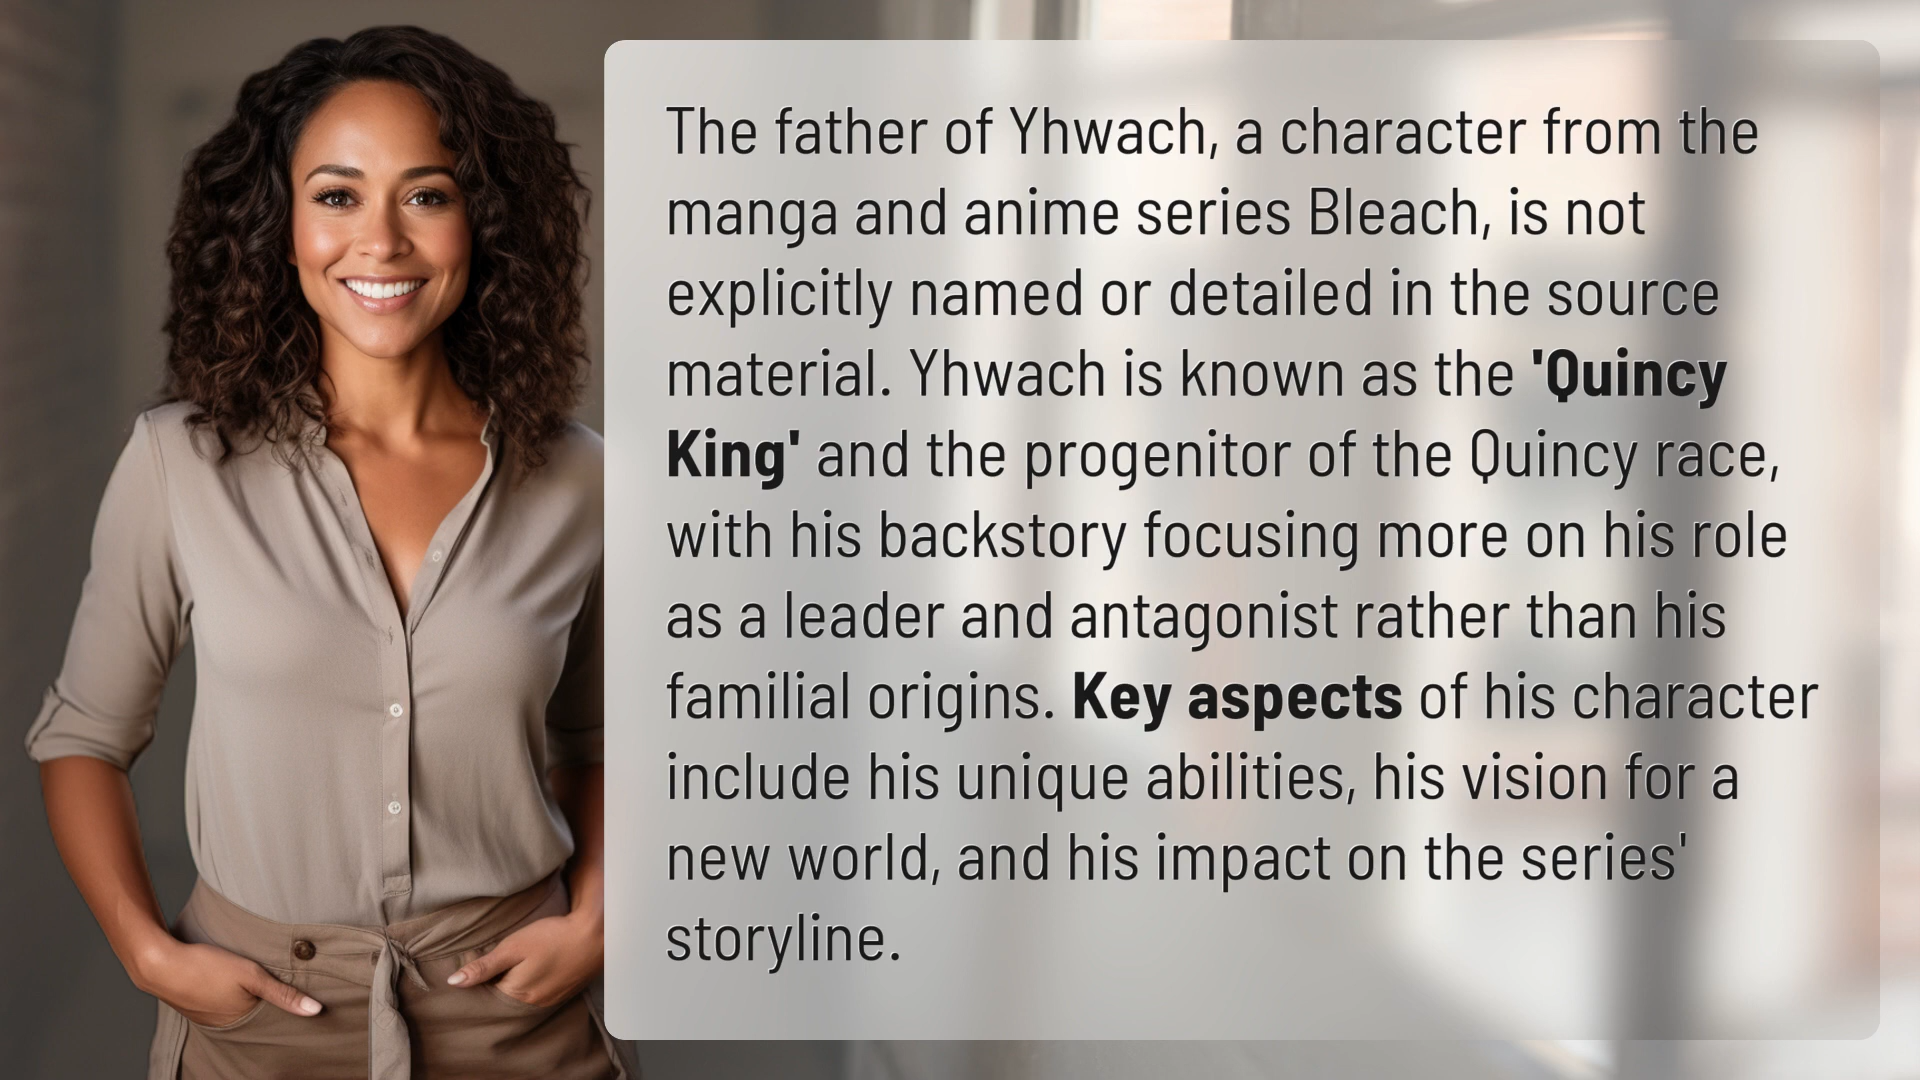 The father of Yhwach, a character from the
manga and anime series Bleach, is not
explicitly named or detailed in the source
material. Yhwach is known as the 'Quincy
King' and the progenitor of the Quincy race,
with his backstory focusing more on his role
as a leader and antagonist rather than his
familial origins. Key aspects of his character
include his unique abilities, his vision for a
new world, and his impact on the series'
storyline.